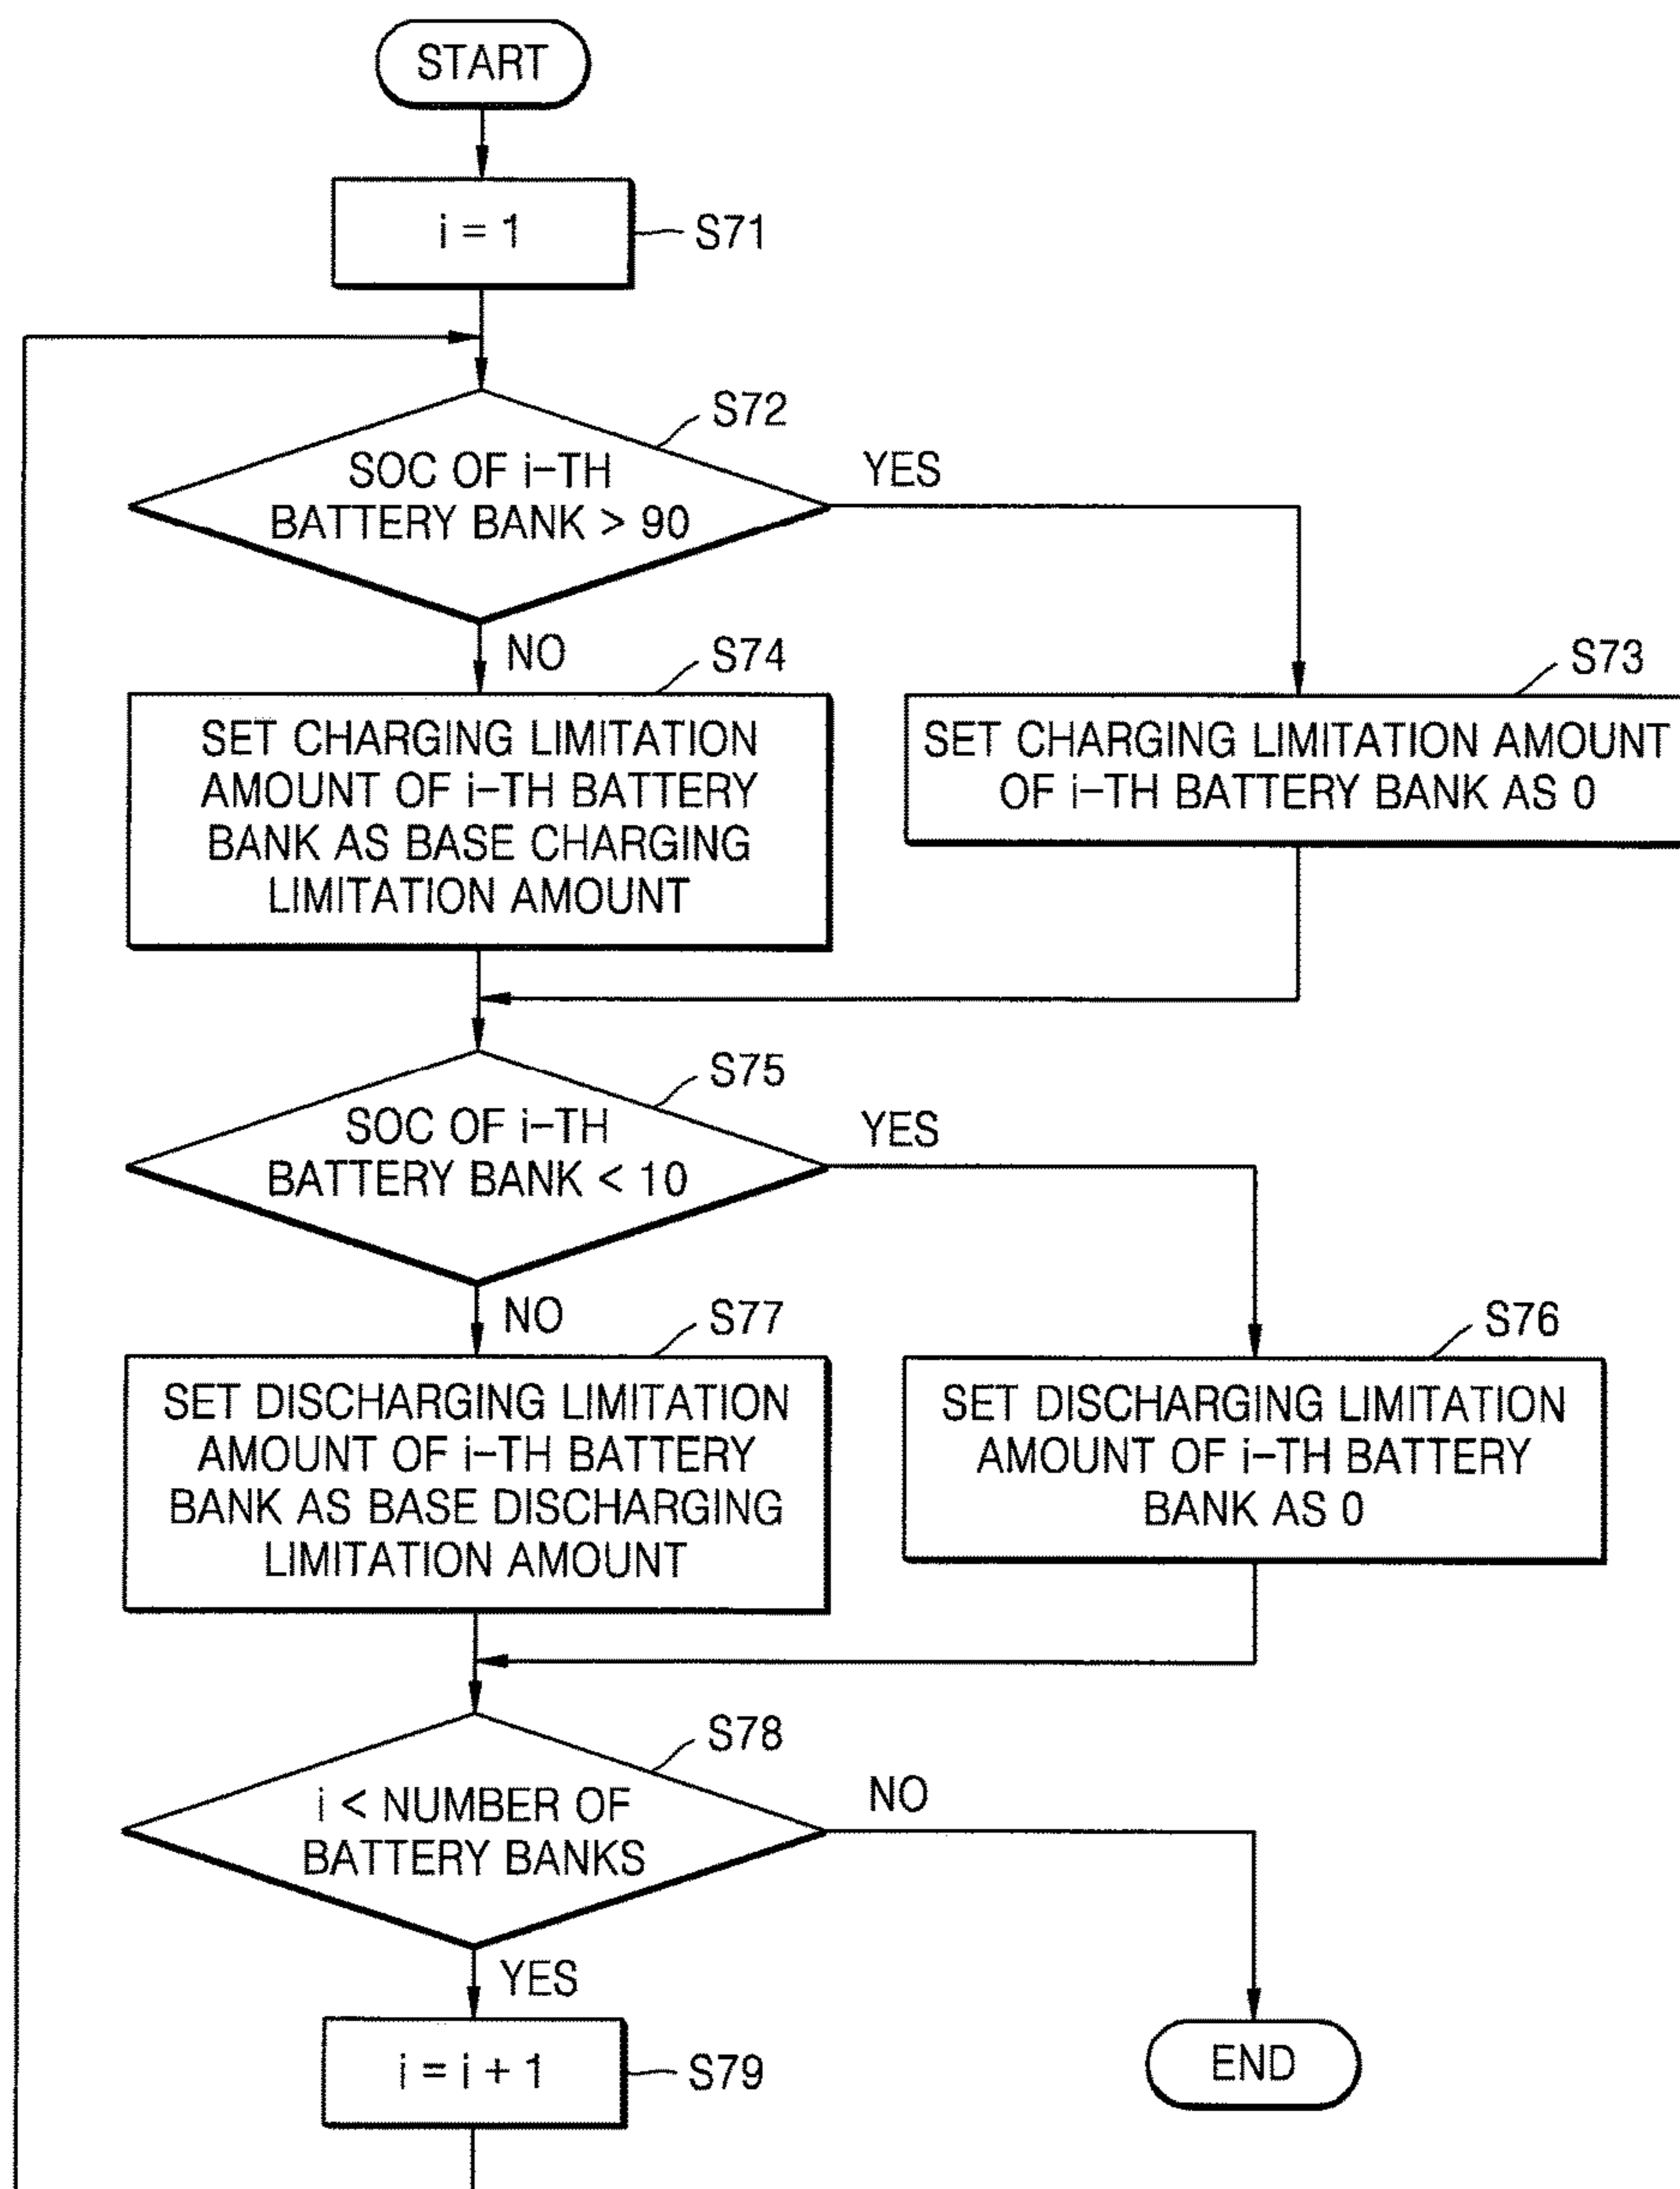 START
i = 1
S71
S72
SOC OF i-TH
BATTERY BANK > 90
YES
NO
S74
S73
SET CHARGING LIMITATION
AMOUNT OF i-TH BATTERY
BANK AS BASE CHARGING
LIMITATION AMOUNT
SET CHARGING LIMITATION AMOUNT
OF i-TH BATTERY BANK AS 0
S75
SOC OF i-TH
BATTERY BANK < 10
YES
NO
S77
S76
SET DISCHARGING LIMITATION
AMOUNT OF i-TH BATTERY
BANK AS BASE DISCHARGING
LIMITATION AMOUNT
SET DISCHARGING LIMITATION
AMOUNT OF i-TH BATTERY
BANK AS 0
S78
i < NUMBER OF
BATTERY BANKS
NO
YES
i = i + 1
S79
END